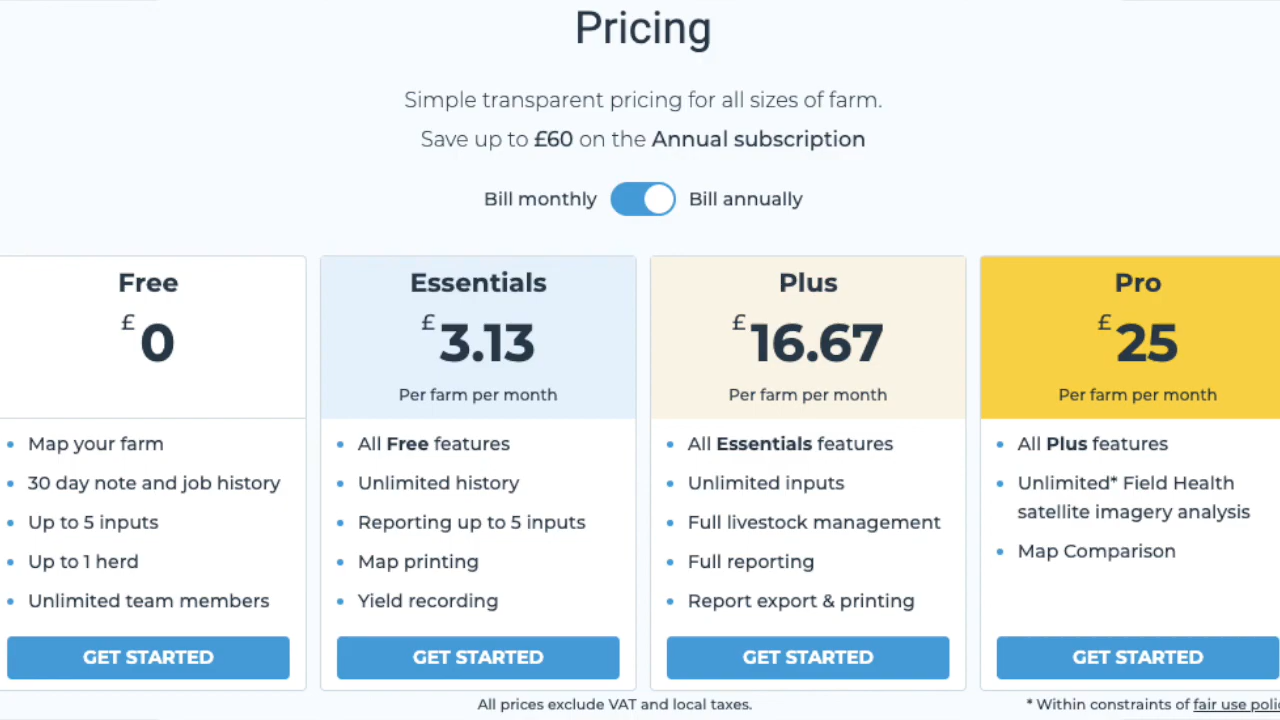 Pricing
Simple transparent pricing for all sizes of farm.
Save up to £60 on the Annual subscription
Bill monthly
Bill annually
Free
£
0
Map your farm
30 day note and job history
Up to 5 inputs
Up to 1 herd
Unlimited team members
GET STARTED
Essentials
£
3.13
Per farm per month
All Free features
Unlimited history
Reporting up to 5 inputs
Map printing
Yield recording
GET STARTED
Plus
£
16.67
Per farm per month
All Essentials features
Unlimited inputs
Full livestock management
Full reporting
Report export & printing
GET STARTED
Pro
£
25
Per farm per month
All Plus features
Unlimited* Field Health
satellite imagery analysis
Map Comparison
GET STARTED
All prices exclude VAT and local taxes.
* Within constraints of fair use